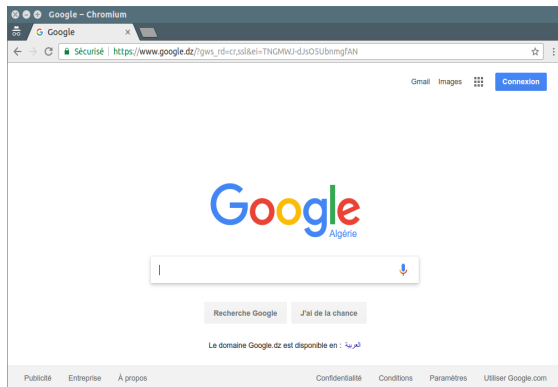 Google - Chromium
Google
Sécurisé | https://www.google.dz/?gws_rd=cr,ssl&ei=TNGMWJ-dJsO5UbnmgfAN
Gmail Images Connexion
Google
Algérie
Recherche Google J'ai de la chance
Le domaine Google.dz est disponible en : العربية
Publicité Entreprise À propos Confidentialité Conditions Paramètres Utiliser Google.com